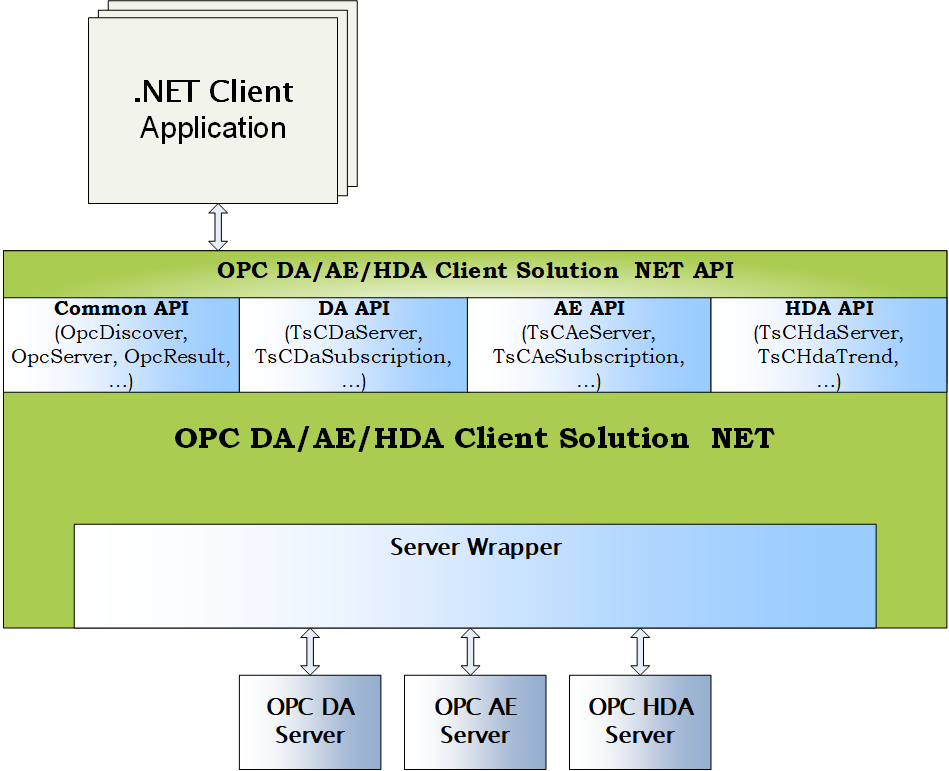 .NET Client
Application
OPC DA/AE/HDA Client Solution  NET API
Common API
(OpcDiscover,
OpcServer, OpcResult,
...)
DA API
(TsCDaServer,
TsCDaSubscription,
...)
AE API
(TsCAeServer,
TsCAeSubscription,
...)
HDA API
(TsCHdaServer,
TsCHdaTrend,
...)
OPC DA/AE/HDA Client Solution  NET
Server Wrapper
OPC DA
Server
OPC AE
Server
OPC HDA
Server